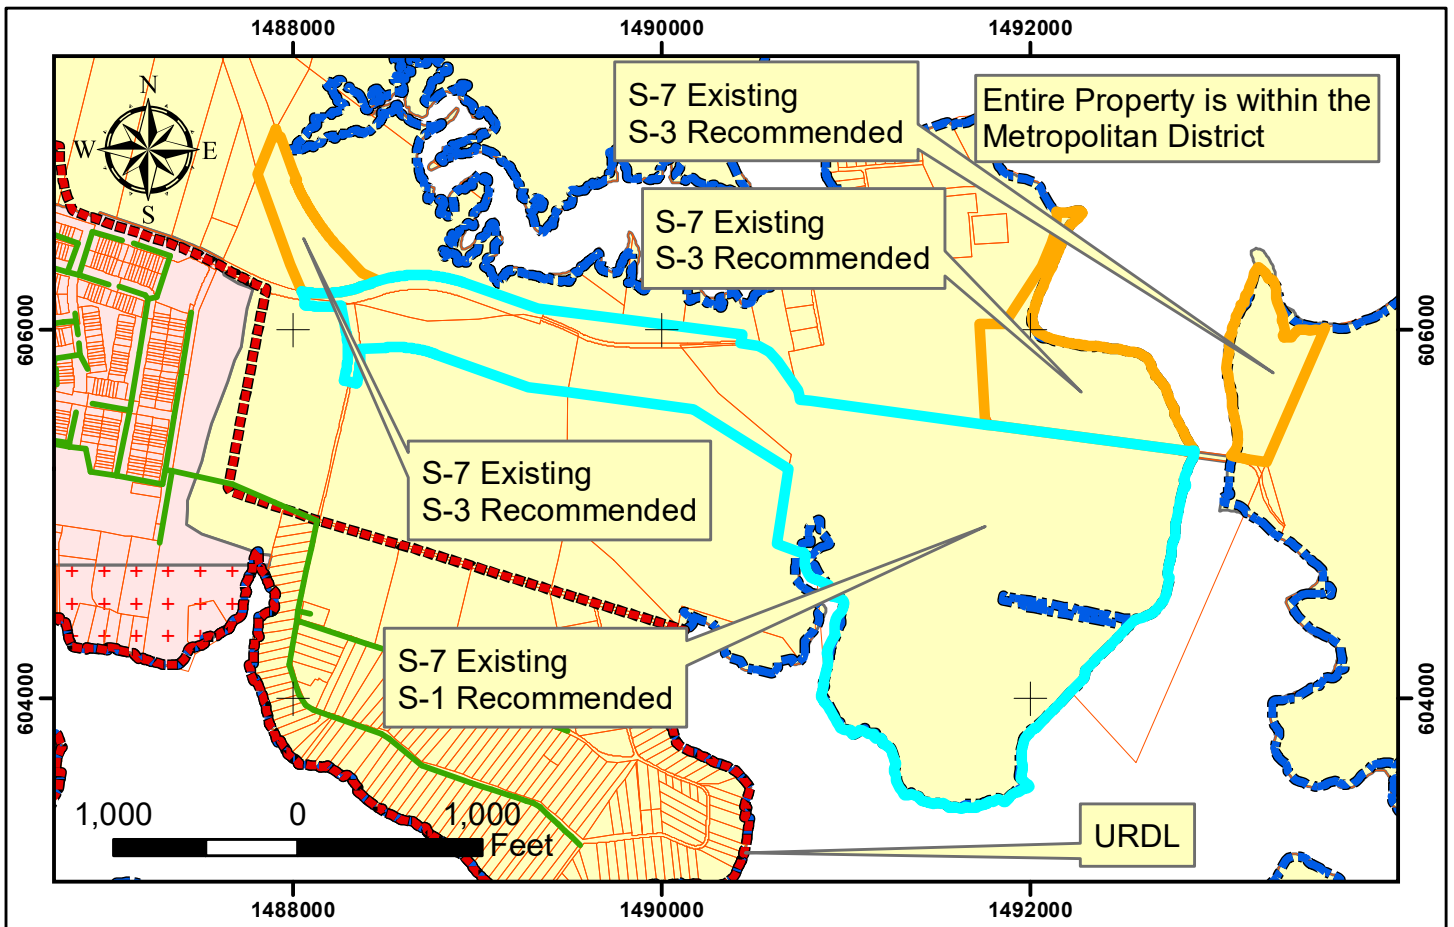 1488000
1490000
1492000
N
W
E
S
S-7 Existing
S-3 Recommended
Entire Property is within the
Metropolitan District
S-7 Existing
S-3 Recommended
606000
606000
S-7 Existing
S-3 Recommended
S-7 Existing
S-1 Recommended
604000
604000
1,000
0
1,000
Feet
URDL
1488000
1490000
1492000